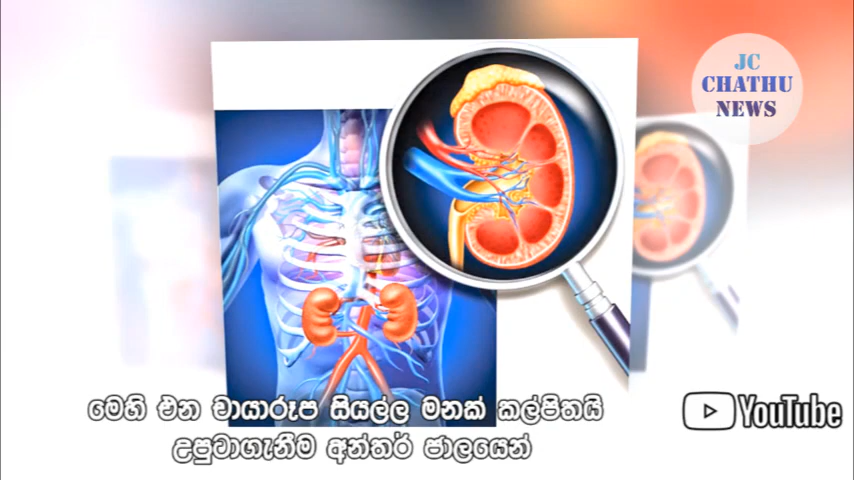 JC
CHATHU
NEWS
මෙහි එන චායාරූප සියල්ල මනක් කල්පිතයි
උපුටාගැනීම අන්තර් ජාලයෙන්
YouTube